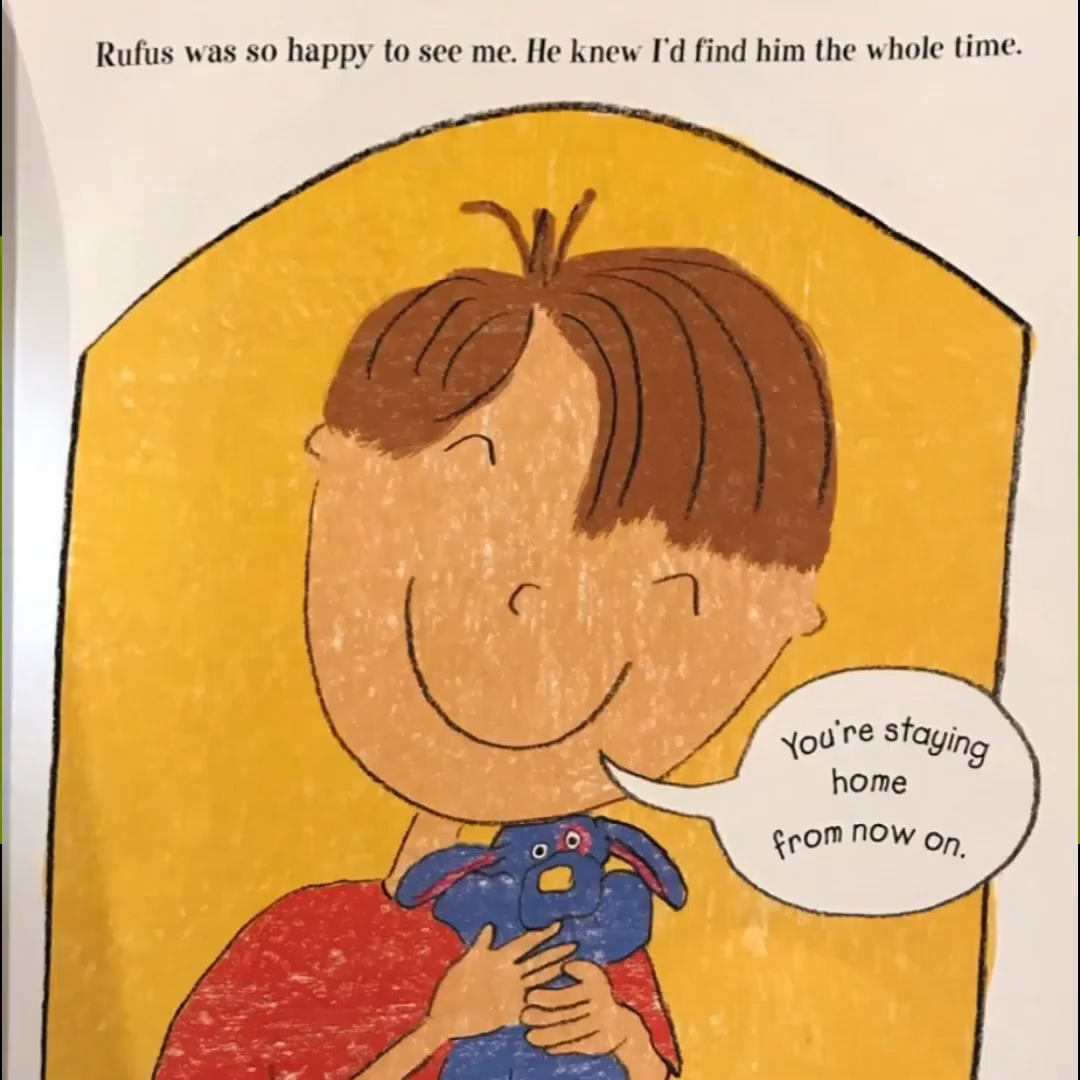 Rufus was so happy to see me. He knew I'd find him the whole time.
You're staying
home
from now on.